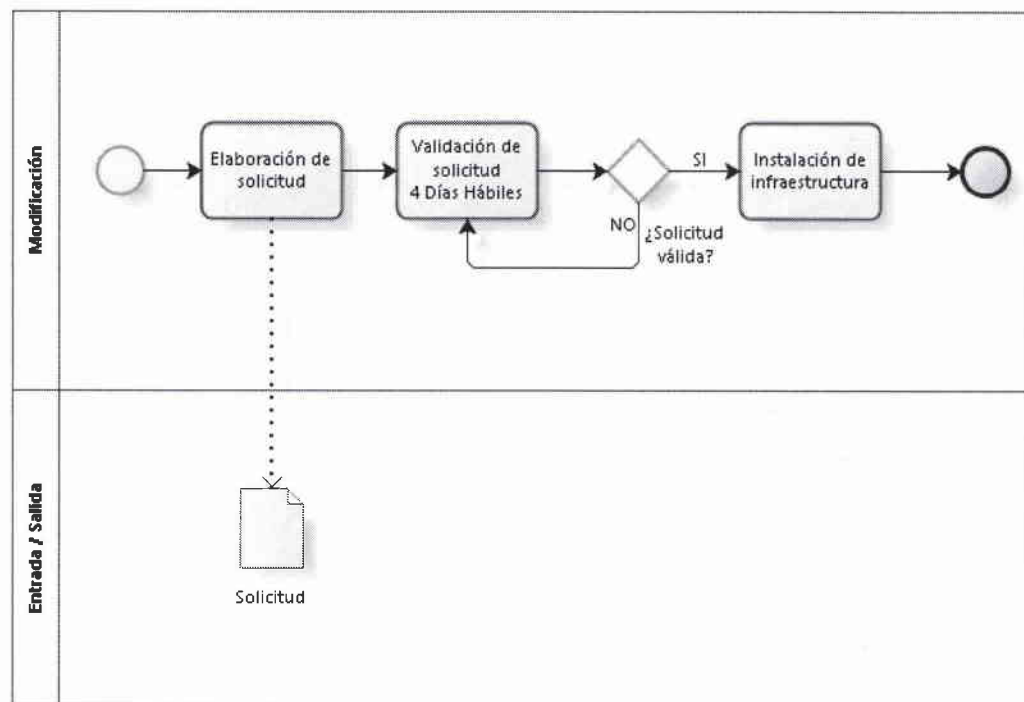 Modificación
Elaboración de
solicitud
Validación de
solicitud
4 Días Hábiles
SI
NO
¿Solicitud
válida?
Instalación de
infraestructura
Entrada / Salida
Solicitud